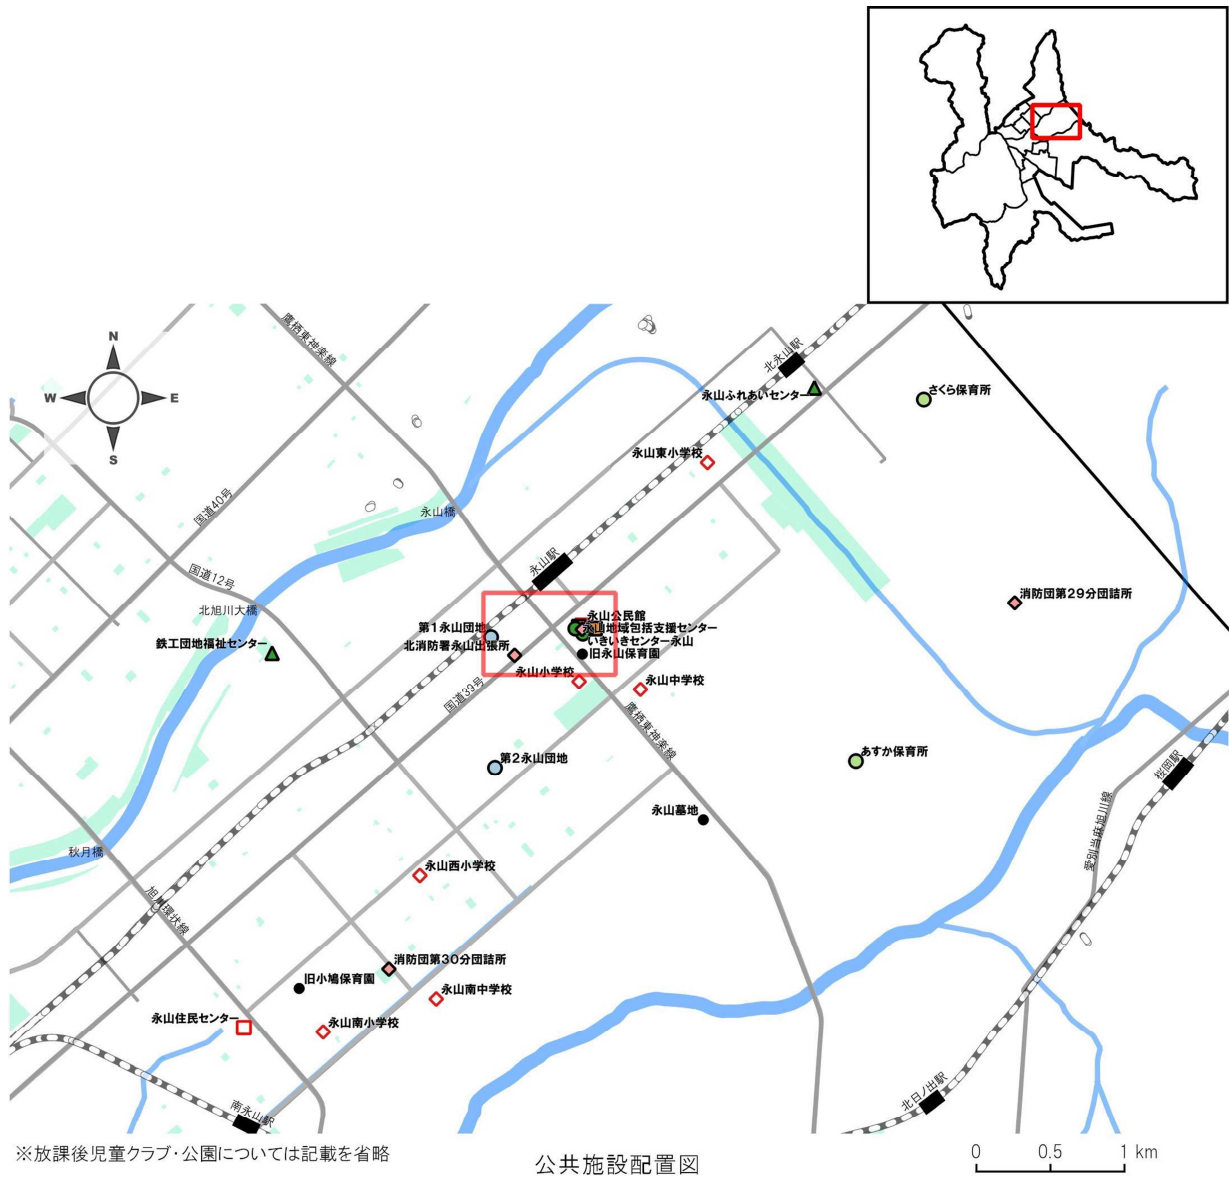 鷹栖東神楽線
北永山駅
永山ふれあいセンター
さくら保育所
N
W
E
S
永山東小学校
国道40号
永山橋
国道12号
永山駅
北旭川大橋
消防団第29分団詰所
永山公民館
第1永山団地
永山地域包括支援センター
鉄工団地福祉センター
北消防署永山出張所
いきいきセンター永山
旧永山保育園
永山小学校
永山中学校
国道39号
鷹栖東神楽線
第2永山団地
あすか保育所
桜岡駅
永山墓地
愛別当麻旭川線
秋月橋
永山西小学校
旭川環状線
消防団第30分団詰所
旧小鳩保育園
永山南中学校
永山住民センター
永山南小学校
南永山駅
北日ノ出駅
※放課後児童クラブ・公園については記載を省略
公共施設配置図
0 0.5 1 km